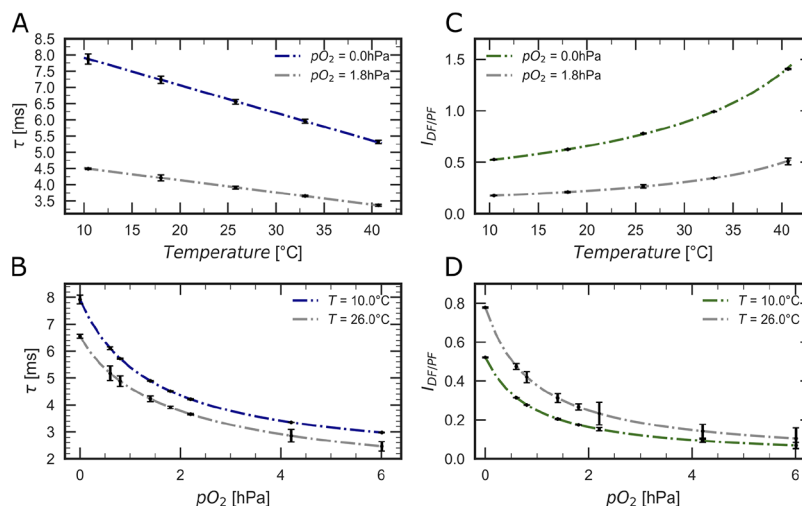 A
8.5
8.0
7.5
7.0
6.5
6.0
5.5
5.0
4.5
4.0
3.5
τ [ms]
pO2 = 0.0hPa
pO2 = 1.8hPa
10 15 20 25 30 35 40
Temperature [°C]
C
1.5
1.0
0.5
0.0
I_DF/PF
pO2 = 0.0hPa
pO2 = 1.8hPa
10 15 20 25 30 35 40
Temperature [°C]
B
8
7
6
5
4
3
2
τ [ms]
T = 10.0°C
T = 26.0°C
0 2 4 6
pO2 [hPa]
D
0.8
0.6
0.4
0.2
0.0
I_DF/PF
T = 10.0°C
T = 26.0°C
0 2 4 6
pO2 [hPa]